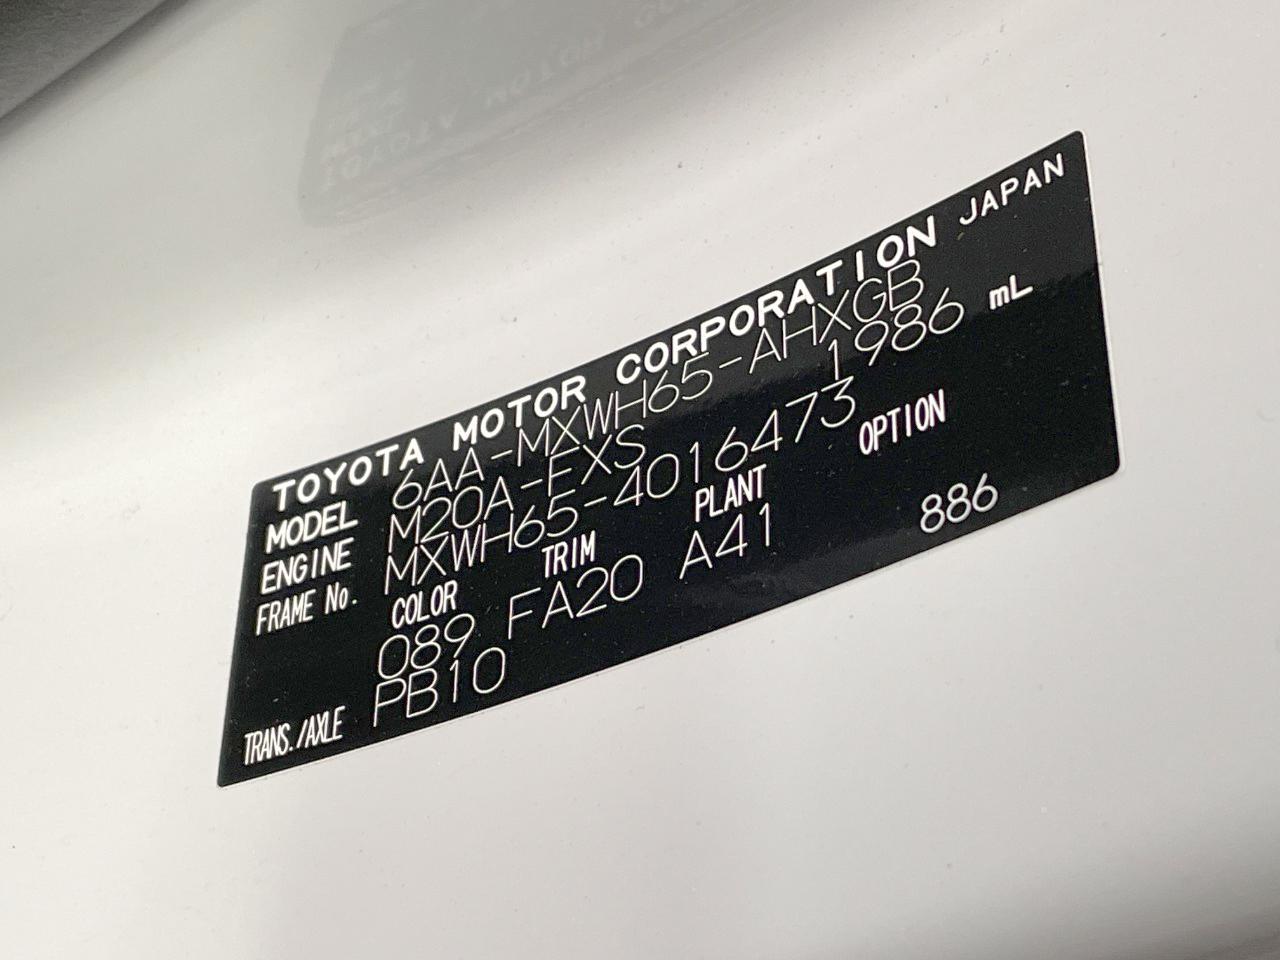 TOYOTA MOTOR CORPORATION JAPAN
MODEL 6AA-MXWH65-AHXGB
ENGINE M20A-FXS 1986 mL
FRAME No. MXWH65-4016473
COLOR TRIM PLANT OPTION
089 FA20 A41 886
TRANS./AXLE PB10